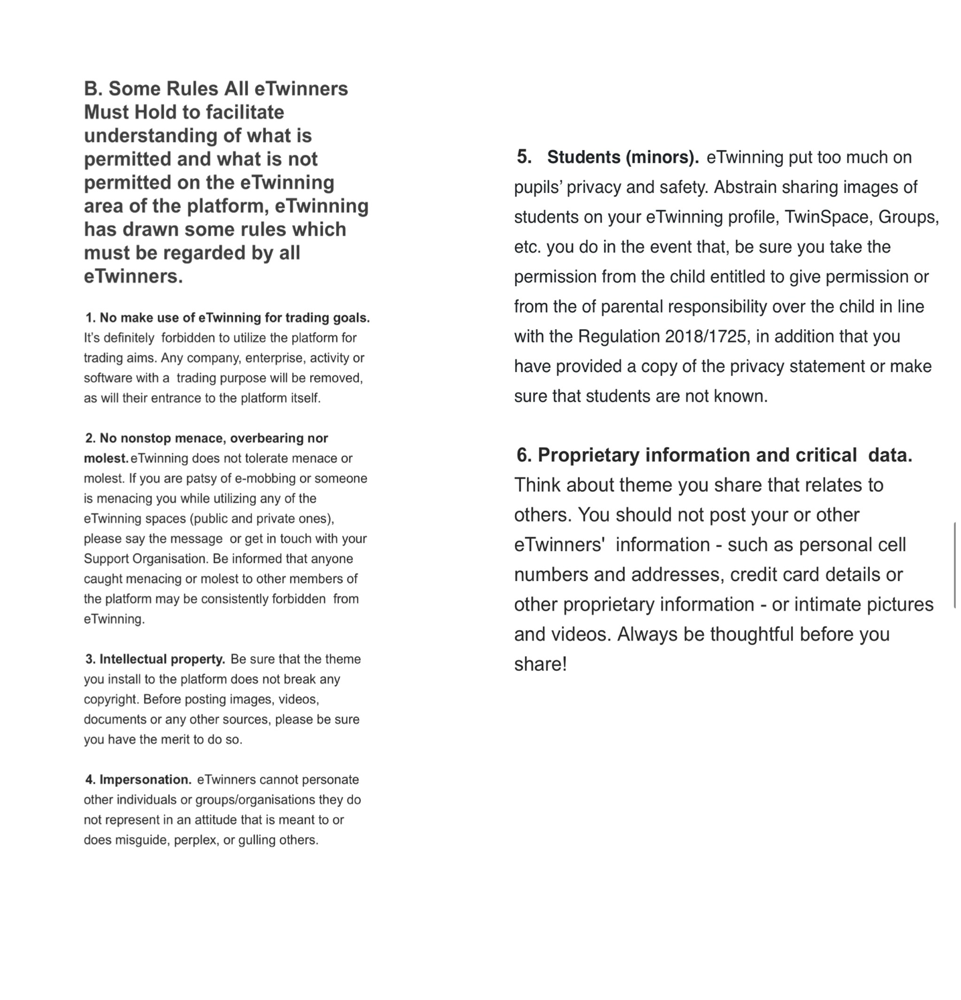 B. Some Rules All eTwinners
Must Hold to facilitate
understanding of what is
permitted and what is not
permitted on the eTwinning
area of the platform, eTwinning
has drawn some rules which
must be regarded by all
eTwinners.
1. No make use of eTwinning for trading goals.
It’s definitely forbidden to utilize the platform for
trading aims. Any company, enterprise, activity or
software with a trading purpose will be removed,
as will their entrance to the platform itself.
2. No nonstop menace, overbearing nor
molest. eTwinning does not tolerate menace or
molest. If you are patsy of e-mobbing or someone
is menacing you while utilizing any of the
eTwinning spaces (public and private ones),
please say the message or get in touch with your
Support Organisation. Be informed that anyone
caught menacing or molest to other members of
the platform may be consistently forbidden from
eTwinning.
3. Intellectual property. Be sure that the theme
you install to the platform does not break any
copyright. Before posting images, videos,
documents or any other sources, please be sure
you have the merit to do so.
4. Impersonation. eTwinners cannot personate
other individuals or groups/organisations they do
not represent in an attitude that is meant to or
does misguide, perplex, or gulling others.
5. Students (minors). eTwinning put too much on
pupils’ privacy and safety. Abstrain sharing images of
students on your eTwinning profile, TwinSpace, Groups,
etc. you do in the event that, be sure you take the
permission from the child entitled to give permission or
from the of parental responsibility over the child in line
with the Regulation 2018/1725, in addition that you
have provided a copy of the privacy statement or make
sure that students are not known.
6. Proprietary information and critical data.
Think about theme you share that relates to
others. You should not post your or other
eTwinners' information - such as personal cell
numbers and addresses, credit card details or
other proprietary information - or intimate pictures
and videos. Always be thoughtful before you
share!